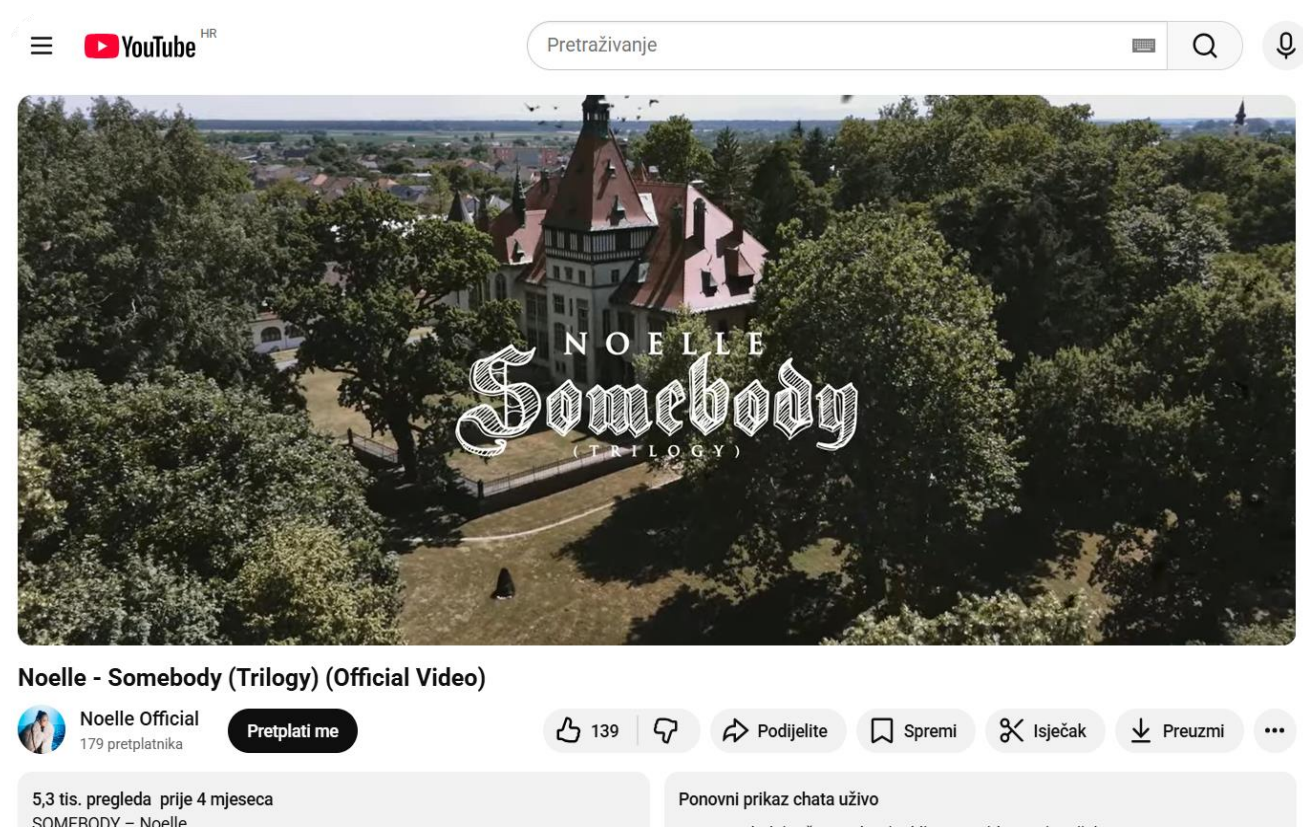 YouTube HR
Pretraživanje
NOELLE
Somebody
(TRILOGY)
Noelle - Somebody (Trilogy) (Official Video)
Noelle Official
179 pretplatnika
Pretplati me
139
Podijelite
Spremi
Isječak
Preuzmi
5,3 tis. pregleda prije 4 mjeseca
SOMEBODY – Noelle
Ponovni prikaz chata uživo